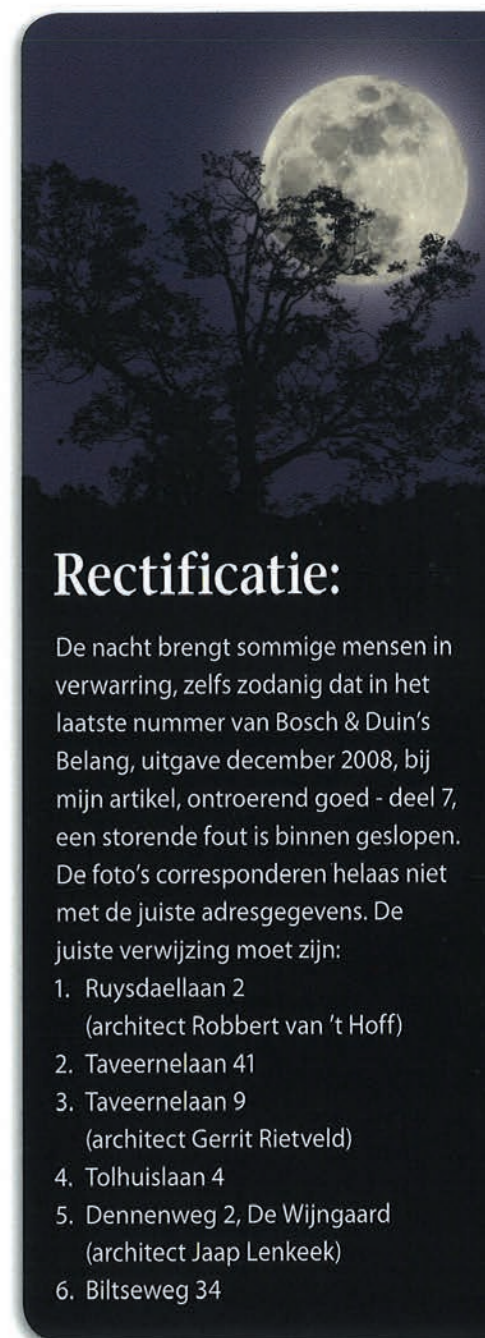 Rectificatie:
De nacht brengt sommige mensen in
verwarring, zelfs zodanig dat in het
laatste nummer van Bosch & Duin's
Belang, uitgave december 2008, bij
mijn artikel, ontroerend goed - deel 7,
een storende fout is binnen geslopen.
De foto's corresponderen helaas niet
met de juiste adresgegevens. De
juiste verwijzing moet zijn:
1. Ruysdaellaan 2
(architect Robbert van 't Hoff)
2. Taveernelaan 41
3. Taveernelaan 9
(architect Gerrit Rietveld)
4. Tolhuislaan 4
5. Dennenweg 2, De Wijngaard
(architect Jaap Lenkeek)
6. Biltseweg 34